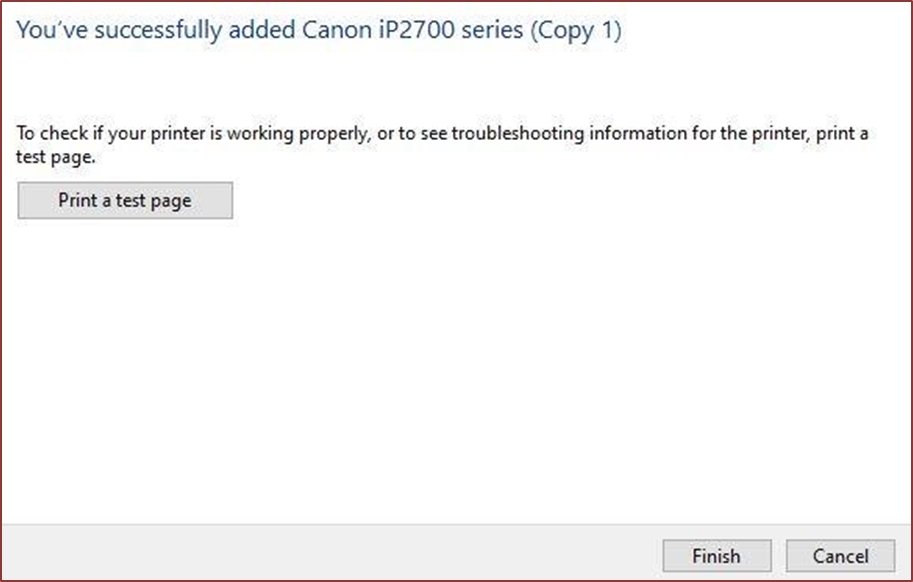 You've successfully added Canon iP2700 series (Copy 1)
To check if your printer is working properly, or to see troubleshooting information for the printer, print a
test page.
Print a test page
Finish
Cancel